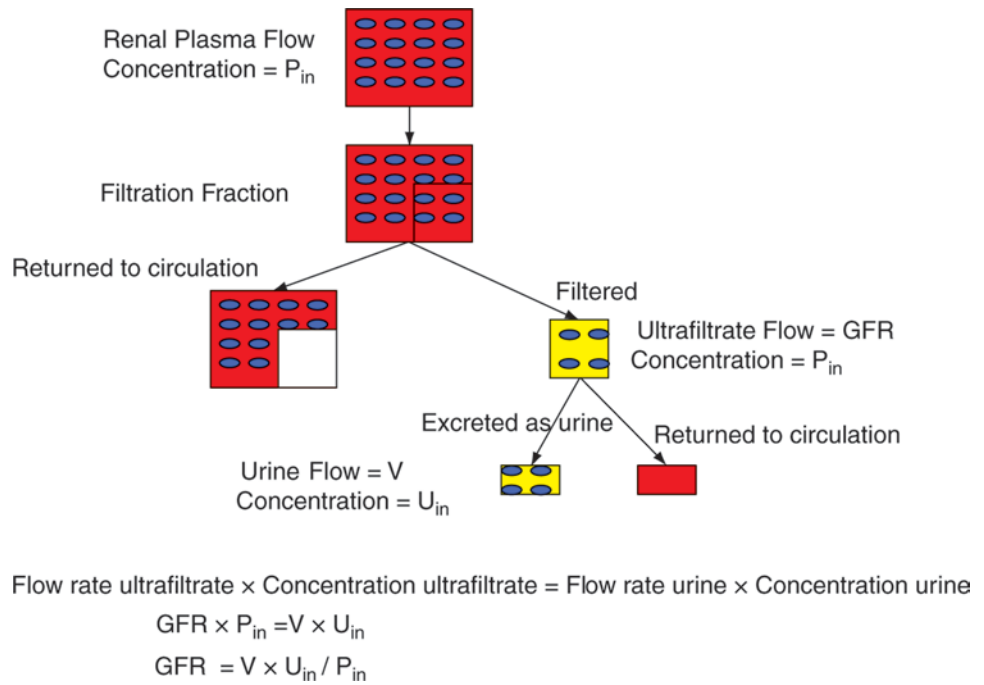 Renal Plasma Flow
Concentration = Pin
Filtration Fraction
Returned to circulation
Filtered
Ultrafiltrate Flow = GFR
Concentration = Pin
Excreted as urine
Returned to circulation
Urine Flow = V
Concentration = Uin
Flow rate ultrafiltrate × Concentration ultrafiltrate = Flow rate urine × Concentration urine
GFR × Pin =V × Uin
GFR = V × Uin / Pin